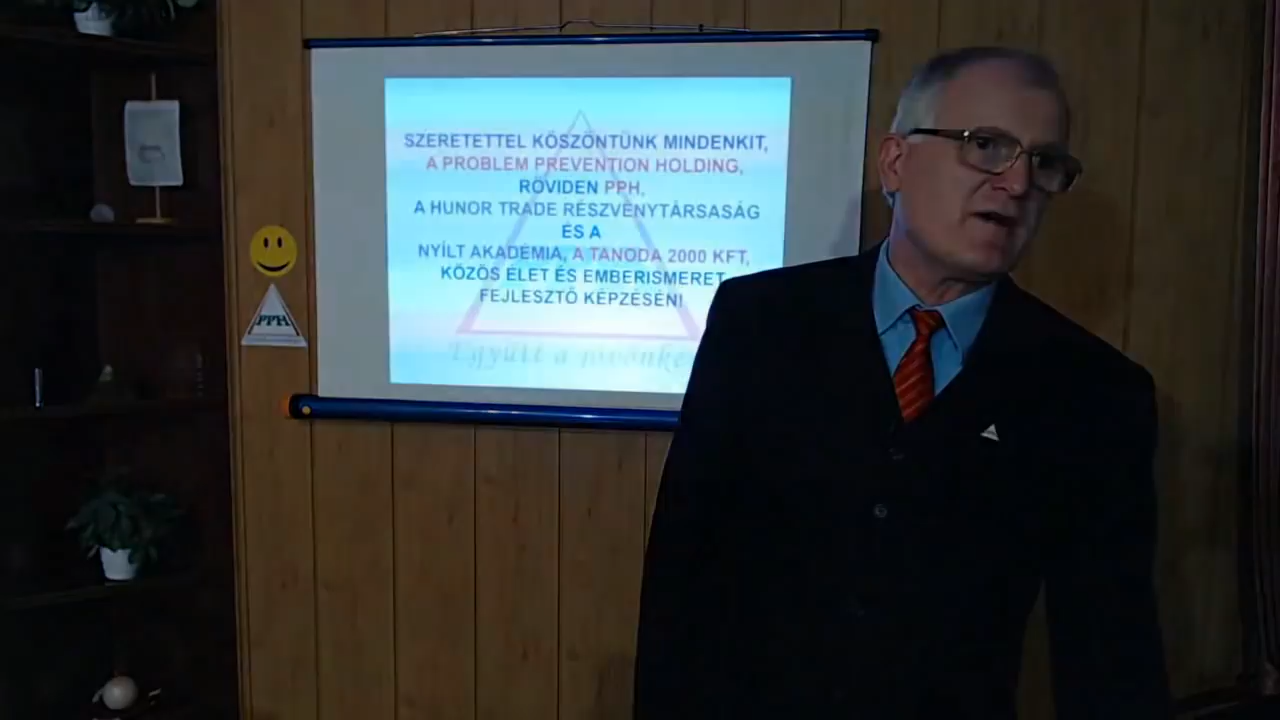 SZERETETTEL KÖSZÖNTÜNK MINDENKIT,
A PROBLEM PREVENTION HOLDING,
RÖVIDEN PPH,
A HUNOR TRADE RÉSZVÉNYTÁRSASÁG
ÉS A
NYÍLT AKADÉMIA, A TANODA 2000 KFT,
KÖZÖS ÉLET ÉS EMBERISMERET
FEJLESZTŐ KÉPZÉSÉN!
Együtt a
PPH